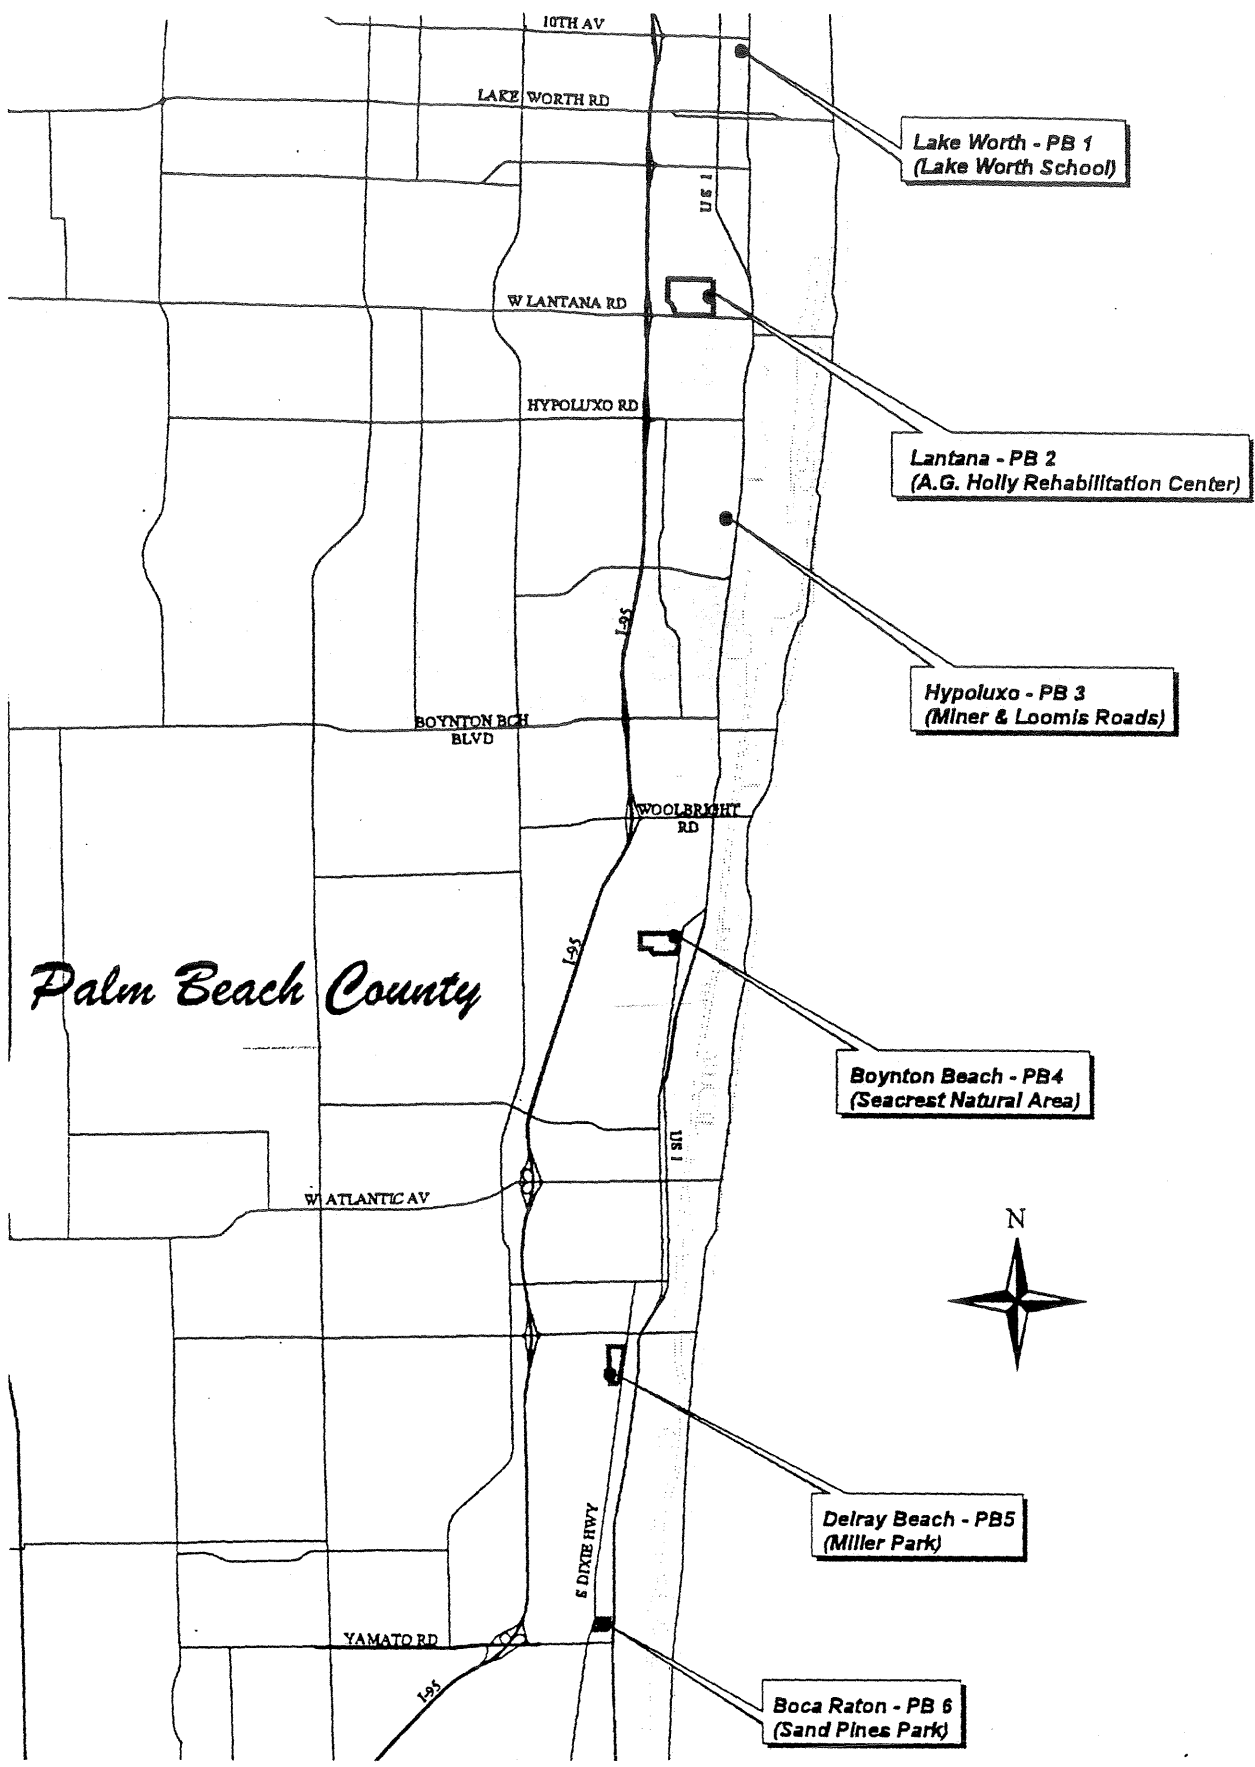 10TH AV
LAKE WORTH RD
Lake Worth - PB 1
(Lake Worth School)
US 1
W LANTANA RD
HYPOLUXO RD
Lantana - PB 2
(A.G. Holly Rehabilitation Center)
I-95
Hypoluxo - PB 3
(Miner & Loomis Roads)
BOYNTON BCH
BLVD
WOOLBRIGHT
RD
I-95
Palm Beach County
Boynton Beach - PB4
(Seacrest Natural Area)
US 1
W ATLANTIC AV
N
Delray Beach - PB5
(Miller Park)
S DIXIE HWY
YAMATO RD
I-95
Boca Raton - PB 6
(Sand Pines Park)